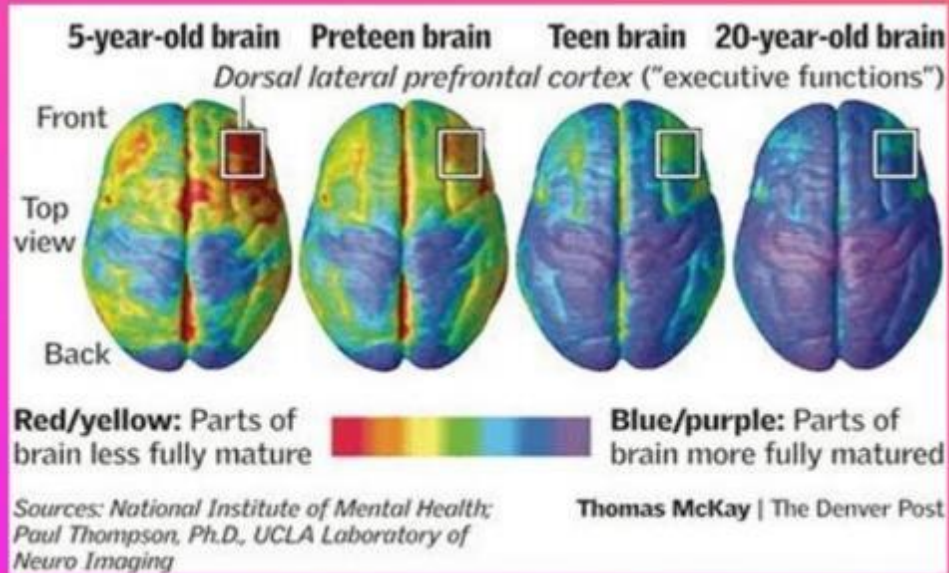 5-year-old brain Preteen brain Teen brain 20-year-old brain
Dorsal lateral prefrontal cortex ("executive functions")
Front
Top
view
Back
Red/yellow: Parts of
brain less fully mature
Blue/purple: Parts of
brain more fully matured
Sources: National Institute of Mental Health;
Paul Thompson, Ph.D., UCLA Laboratory of
Neuro Imaging
Thomas McKay | The Denver Post